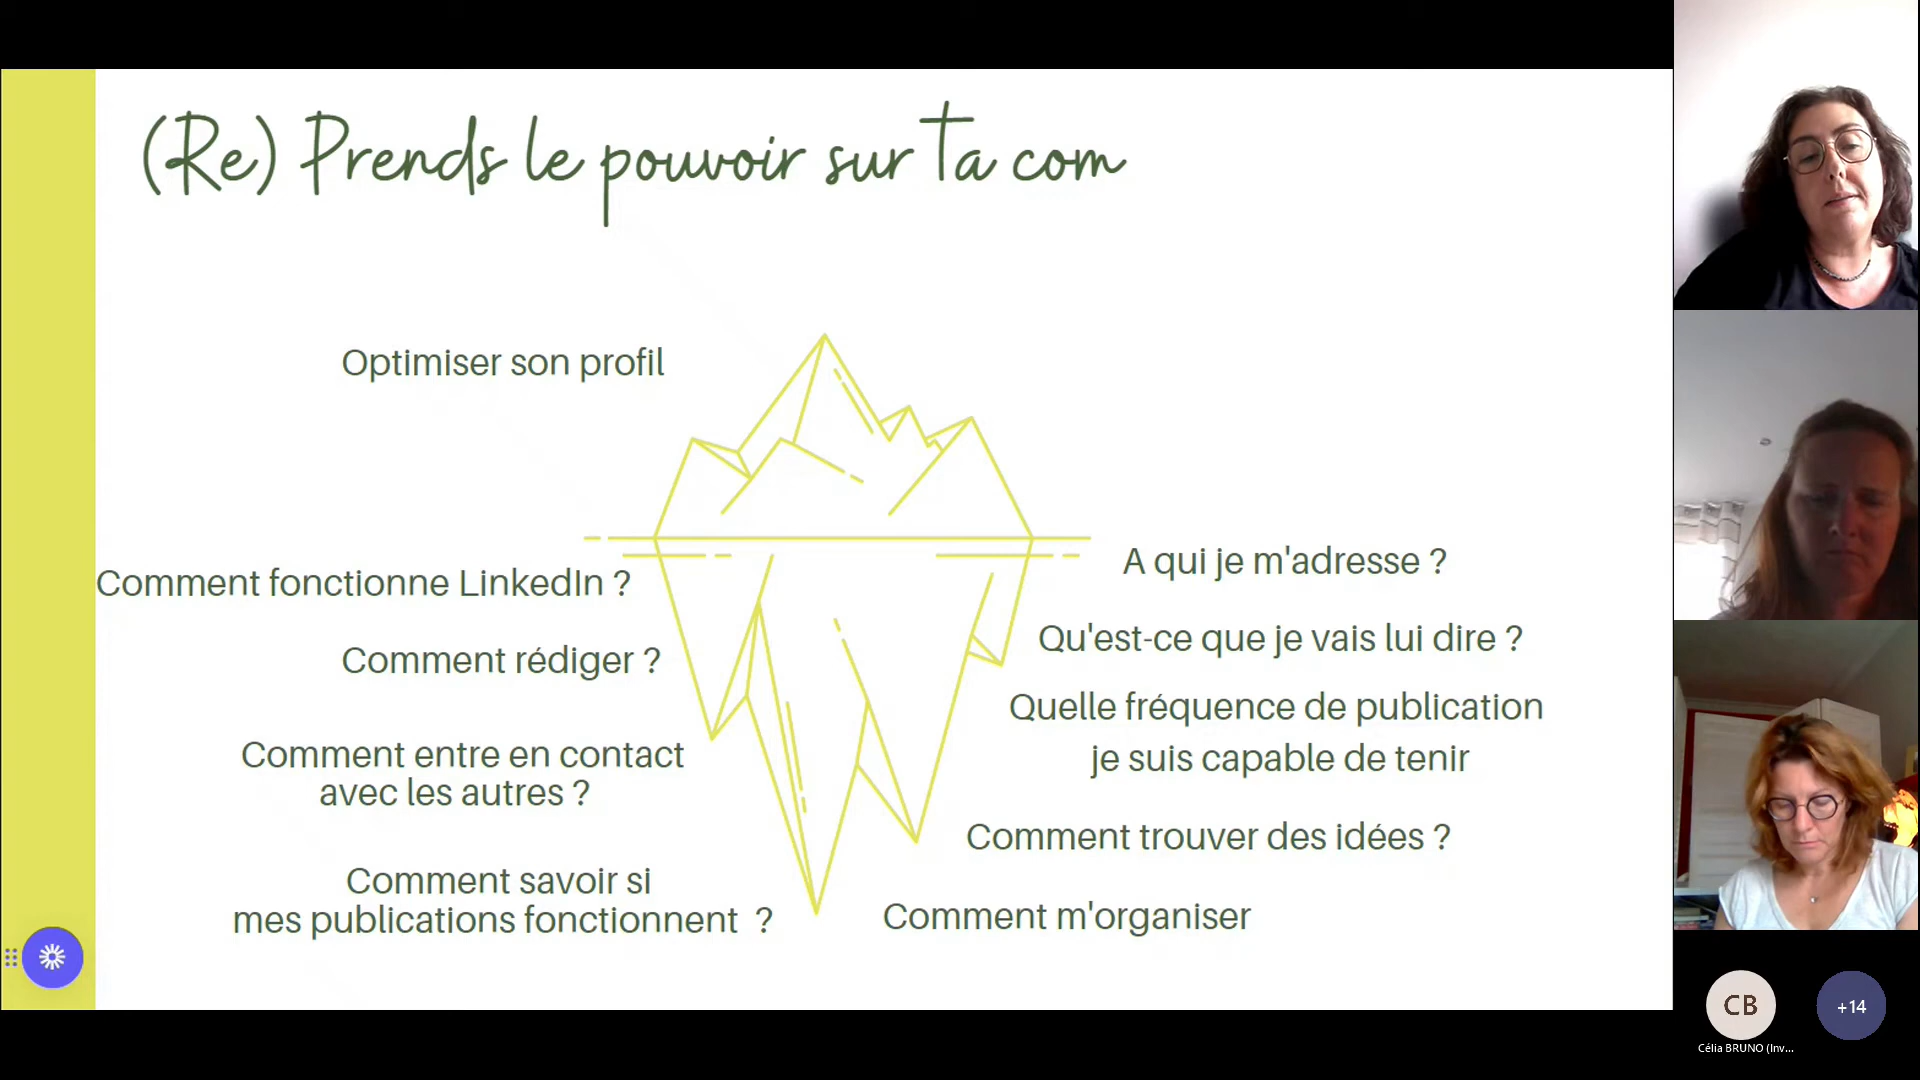 (Re) Prends le pouvoir sur ta com
Optimiser son profil
Comment fonctionne LinkedIn ?
Comment rédiger ?
Comment entre en contact
avec les autres ?
Comment savoir si
mes publications fonctionnent ?
A qui je m'adresse ?
Qu'est-ce que je vais lui dire ?
Quelle fréquence de publication
je suis capable de tenir
Comment trouver des idées ?
Comment m'organiser
CB
Célia BRUNO (Inv...
+14